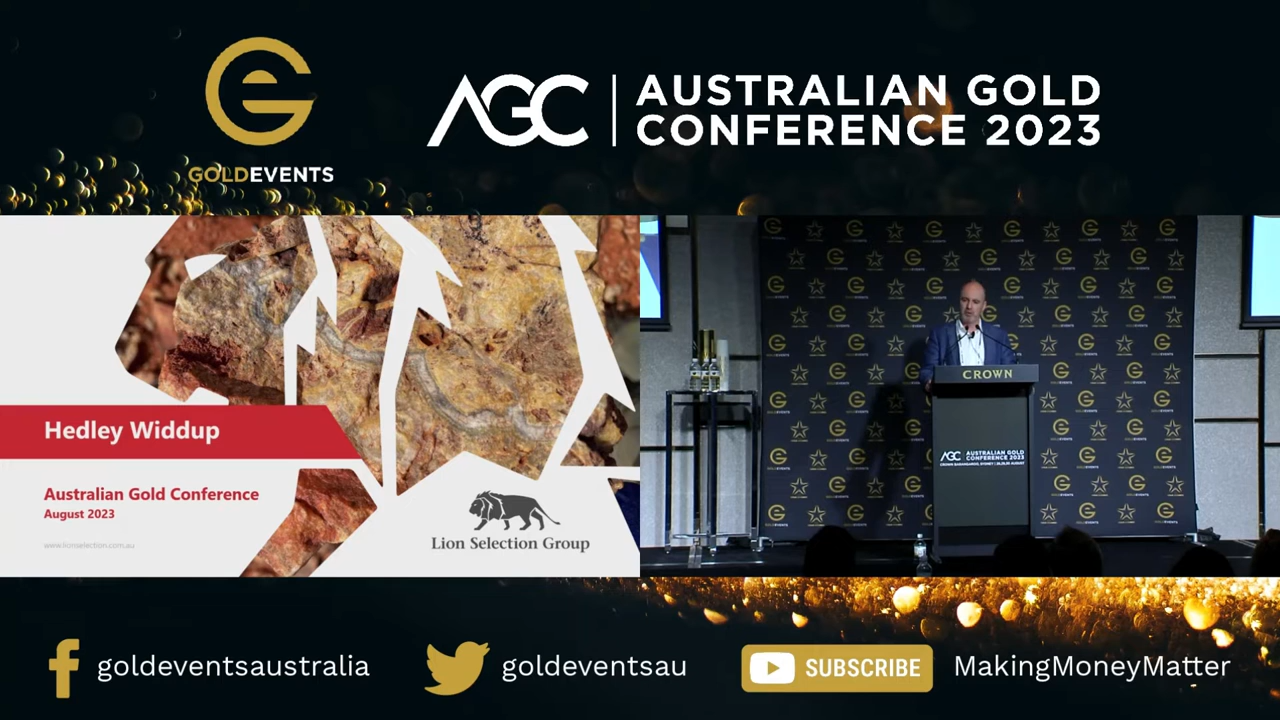 GOLDEVENTS
AGC
AUSTRALIAN GOLD
CONFERENCE 2023
Hedley Widdup
Australian Gold Conference
August 2023
www.lionselection.com.au
Lion Selection Group
CROWN
AGC AUSTRALIAN GOLD
CONFERENCE 2023
goldeventsaustralia
goldeventsau
SUBSCRIBE
MakingMoneyMatter